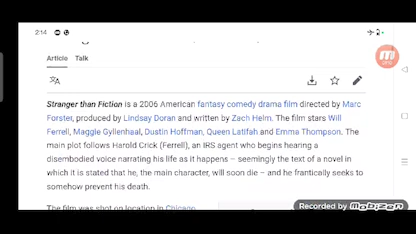 2:14
Article Talk
Stranger than Fiction is a 2006 American fantasy comedy drama film directed by Marc
Forster, produced by Lindsay Doran and written by Zach Helm. The film stars Will
Ferrell, Maggie Gyllenhaal, Dustin Hoffman, Queen Latifah and Emma Thompson. The
main plot follows Harold Crick (Ferrell), an IRS agent who begins hearing a
disembodied voice narrating his life as it happens – seemingly the text of a novel in
which it is stated that he, the main character, will soon die – and he frantically seeks to
somehow prevent his death.
Recorded by Mobizen
The film was shot on location in Chicago